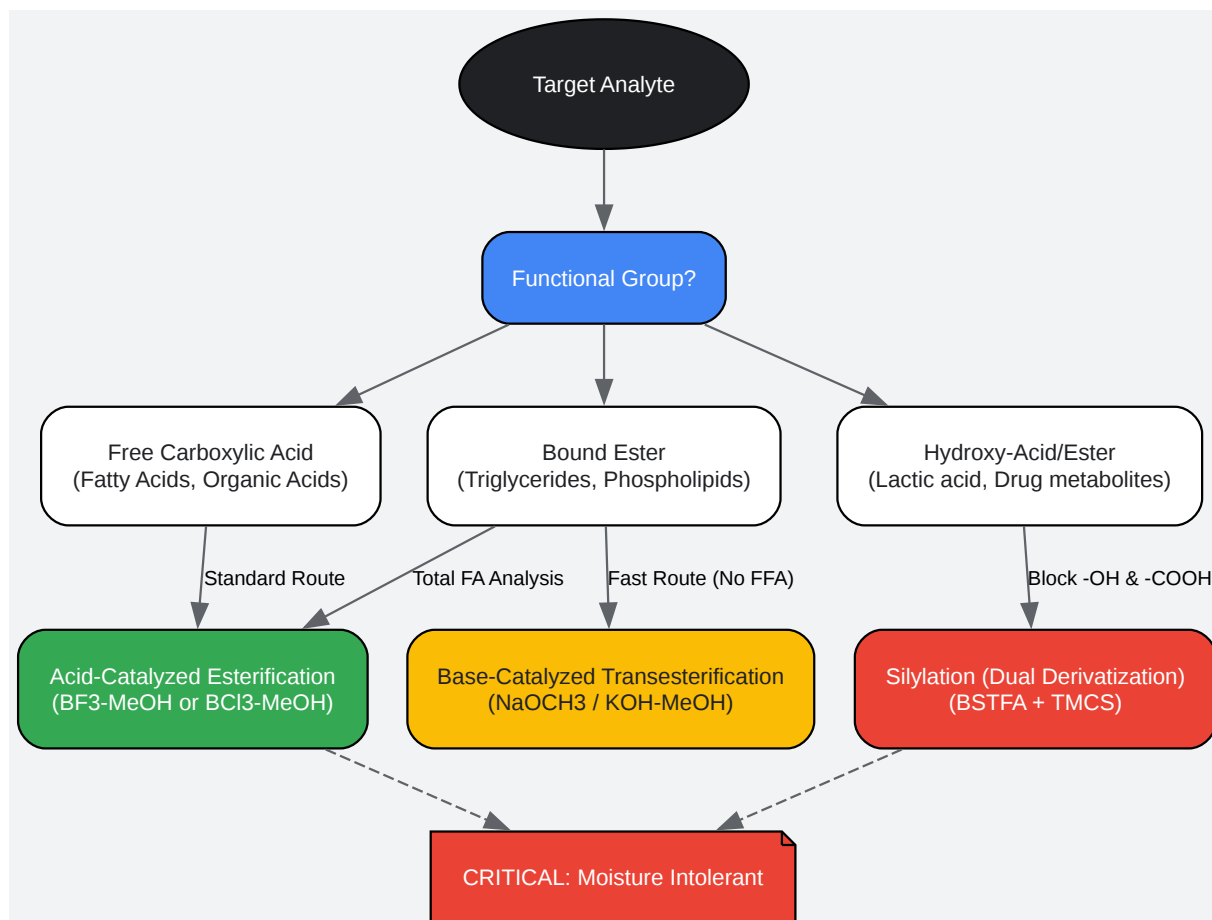 Target Analyte
Functional Group?
Free Carboxylic Acid
(Fatty Acids, Organic Acids)
Bound Ester
(Triglycerides, Phospholipids)
Hydroxy-Acid/Ester
(Lactic acid, Drug metabolites)
Standard Route
Total FA Analysis
Fast Route (No FFA)
Block -OH & -COOH
Acid-Catalyzed Esterification
(BF3-MeOH or BCl3-MeOH)
Base-Catalyzed Transesterification
(NaOCH3 / KOH-MeOH)
Silylation (Dual Derivatization)
(BSTFA + TMCS)
CRITICAL: Moisture Intolerant